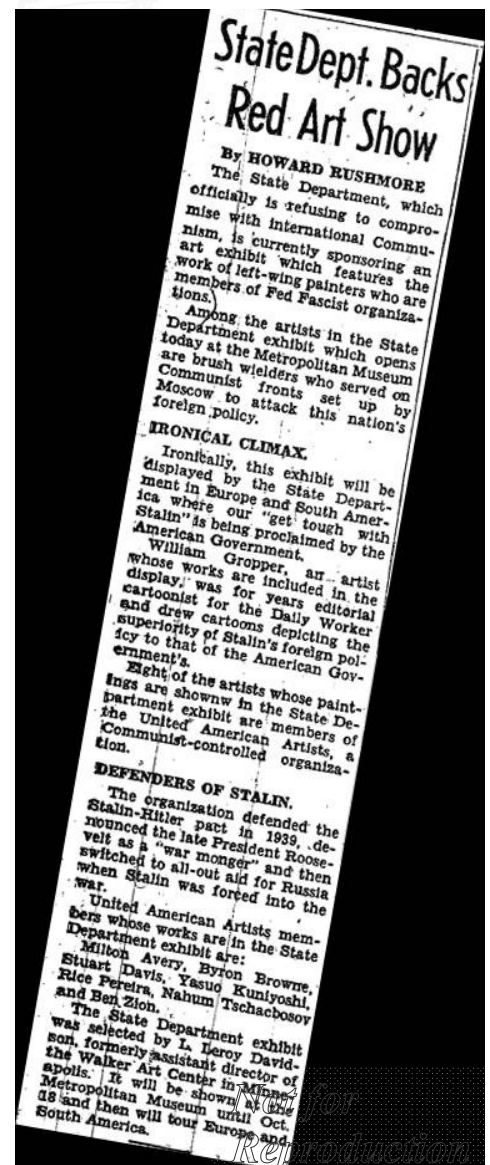 State Dept. Backs
Red Art Show
By HOWARD RUSHMORE
The State Department, which
officially is refusing to compro-
mise with international Commu-
nism, is currently sponsoring an
art exhibit which features the
work of left-wing painters who are
members of Fed Fascist organiza-
tions.
Among the artists in the State
Department exhibit which opens
today at the Metropolitan Museum
are brush wielders who served on
Communist fronts set up by
Moscow to attack this nation's
foreign policy.
IRONICAL CLIMAX.
Ironically, this exhibit will be
displayed by the State Depart-
ment in Europe and South Amer-
ica where our "get tough with
Stalin" is being proclaimed by the
American Government.
William Gropper, an artist
whose works are included in the
display, was for years editorial
cartoonist for the Daily Worker
and drew cartoons depicting the
superiority of Stalin's foreign pol-
icy to that of the American Gov-
ernment's.
Eight of the artists whose paint-
ings are shownw in the State De-
partment exhibit are members of
the United American Artists, a
Communist-controlled organiza-
tion.
DEFENDERS OF STALIN.
The organization defended the
Stalin-Hitler pact in 1939, de-
nounced the late President Roose-
velt as a "war monger" and then
switched to all-out aid for Russia
when Stalin was forced into the
war.
United American Artists mem-
bers whose works are in the State
Department exhibit are:
Milton Avery, Byron Browne,
Stuart Davis, Yasuo Kuniyoshi,
Rice Pereira, Nahum Tschacbosov
and Ben Zion.
The State Department exhibit
was selected by L. Leroy David-
son, formerly assistant director of
the Walker Art Center in Minne-
apolis. It will be shown at the
Metropolitan Museum until Oct.
18 and then will tour Europe and
South America.
Not for
Reproduction